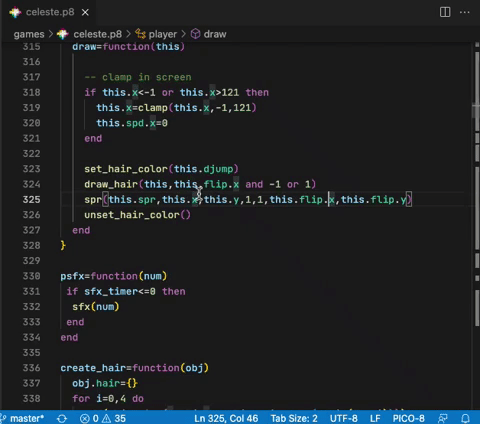 celeste.p8
games > celeste.p8 > player > draw
315 draw=function(this)
316
317 -- clamp in screen
318 if this.x<-1 or this.x>121 then
319 this.x=clamp(this.x,-1,121)
320 this.spd.x=0
321 end
322
323 set_hair_color(this.djump)
324 draw_hair(this,this.flip.x and -1 or 1)
325 spr(this.spr,this.x,this.y,1,1,this.flip.x,this.flip.y)
326 unset_hair_color()
327 end
328 }
329
330 psfx=function(num)
331 if sfx_timer<=0 then
332 sfx(num)
333 end
334 end
335
336 create_hair=function(obj)
337 obj.hair={}
338 for i=0,4 do
master* 0 35 Ln 325, Col 46 Tab Size: 2 UTF-8 LF PICO-8